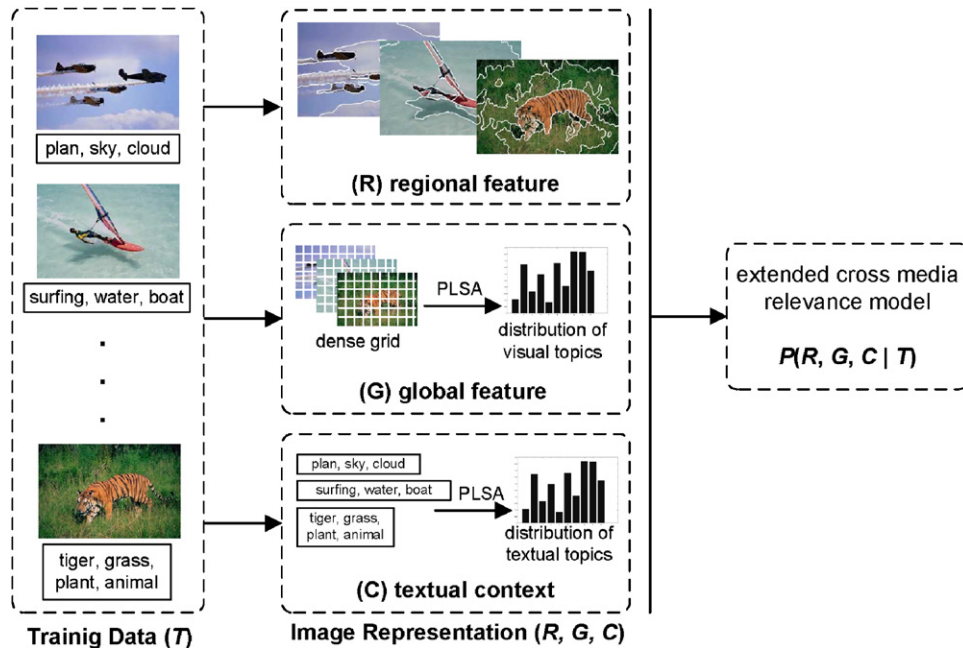 plan, sky, cloud
surfing, water, boat
.
.
.
tiger, grass,
plant, animal
Trainig Data (T)
(R) regional feature
dense grid
PLSA
distribution of
visual topics
(G) global feature
plan, sky, cloud
surfing, water, boat
tiger, grass,
plant, animal
PLSA
distribution of
textual topics
(C) textual context
Image Representation (R, G, C)
extended cross media
relevance model
P(R, G, C | T)